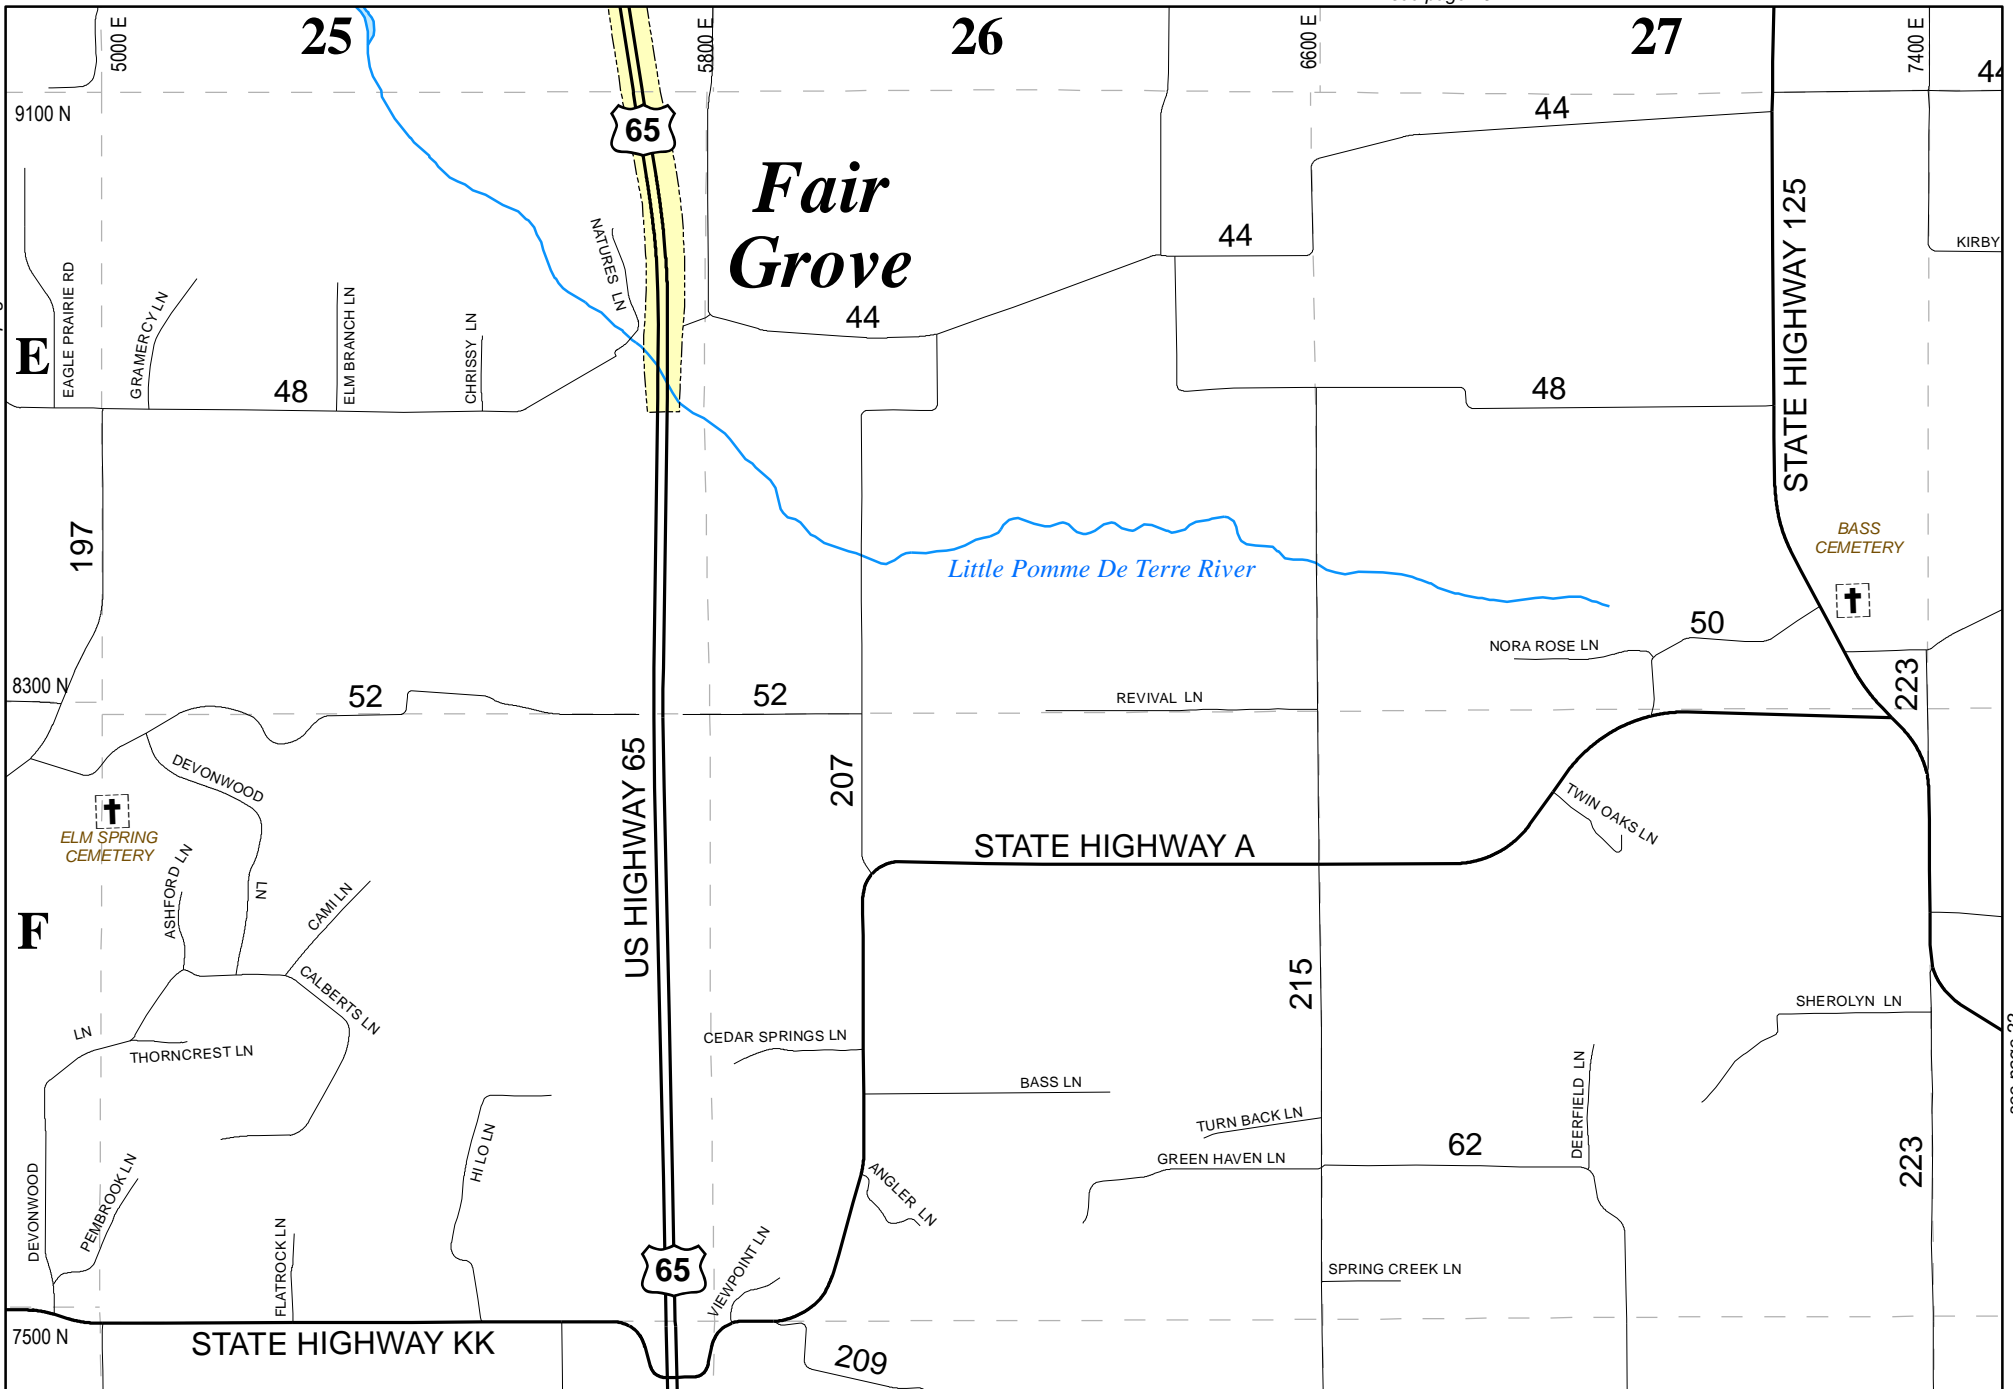 5000 E
25
5800 E
26
6600 E
27
7400 E
44
9100 N
65
44
Fair
Grove
STATE HIGHWAY 125
NATURES LN
44
KIRBY
EAGLE PRAIRIE RD
GRAMERCY LN
ELM BRANCH LN
CHRISSY LN
44
E
48
48
197
BASS
CEMETERY
Little Pomme De Terre River
50
NORA ROSE LN
8300 N
52
52
REVIVAL LN
223
DEVONWOOD
LN
US HIGHWAY 65
207
TWIN OAKS LN
ELM SPRING
CEMETERY
STATE HIGHWAY A
ASHFORD LN
CAMI LN
F
CALBERTS LN
215
SHEROLYN LN
LN
THORNCREST LN
CEDAR SPRINGS LN
BASS LN
DEERFIELD LN
TURN BACK LN
HI LO LN
62
GREEN HAVEN LN
223
DEVONWOOD
PEMBROOK LN
ANGLER LN
FLATROCK LN
65
VIEWPOINT LN
SPRING CREEK LN
7500 N
STATE HIGHWAY KK
209